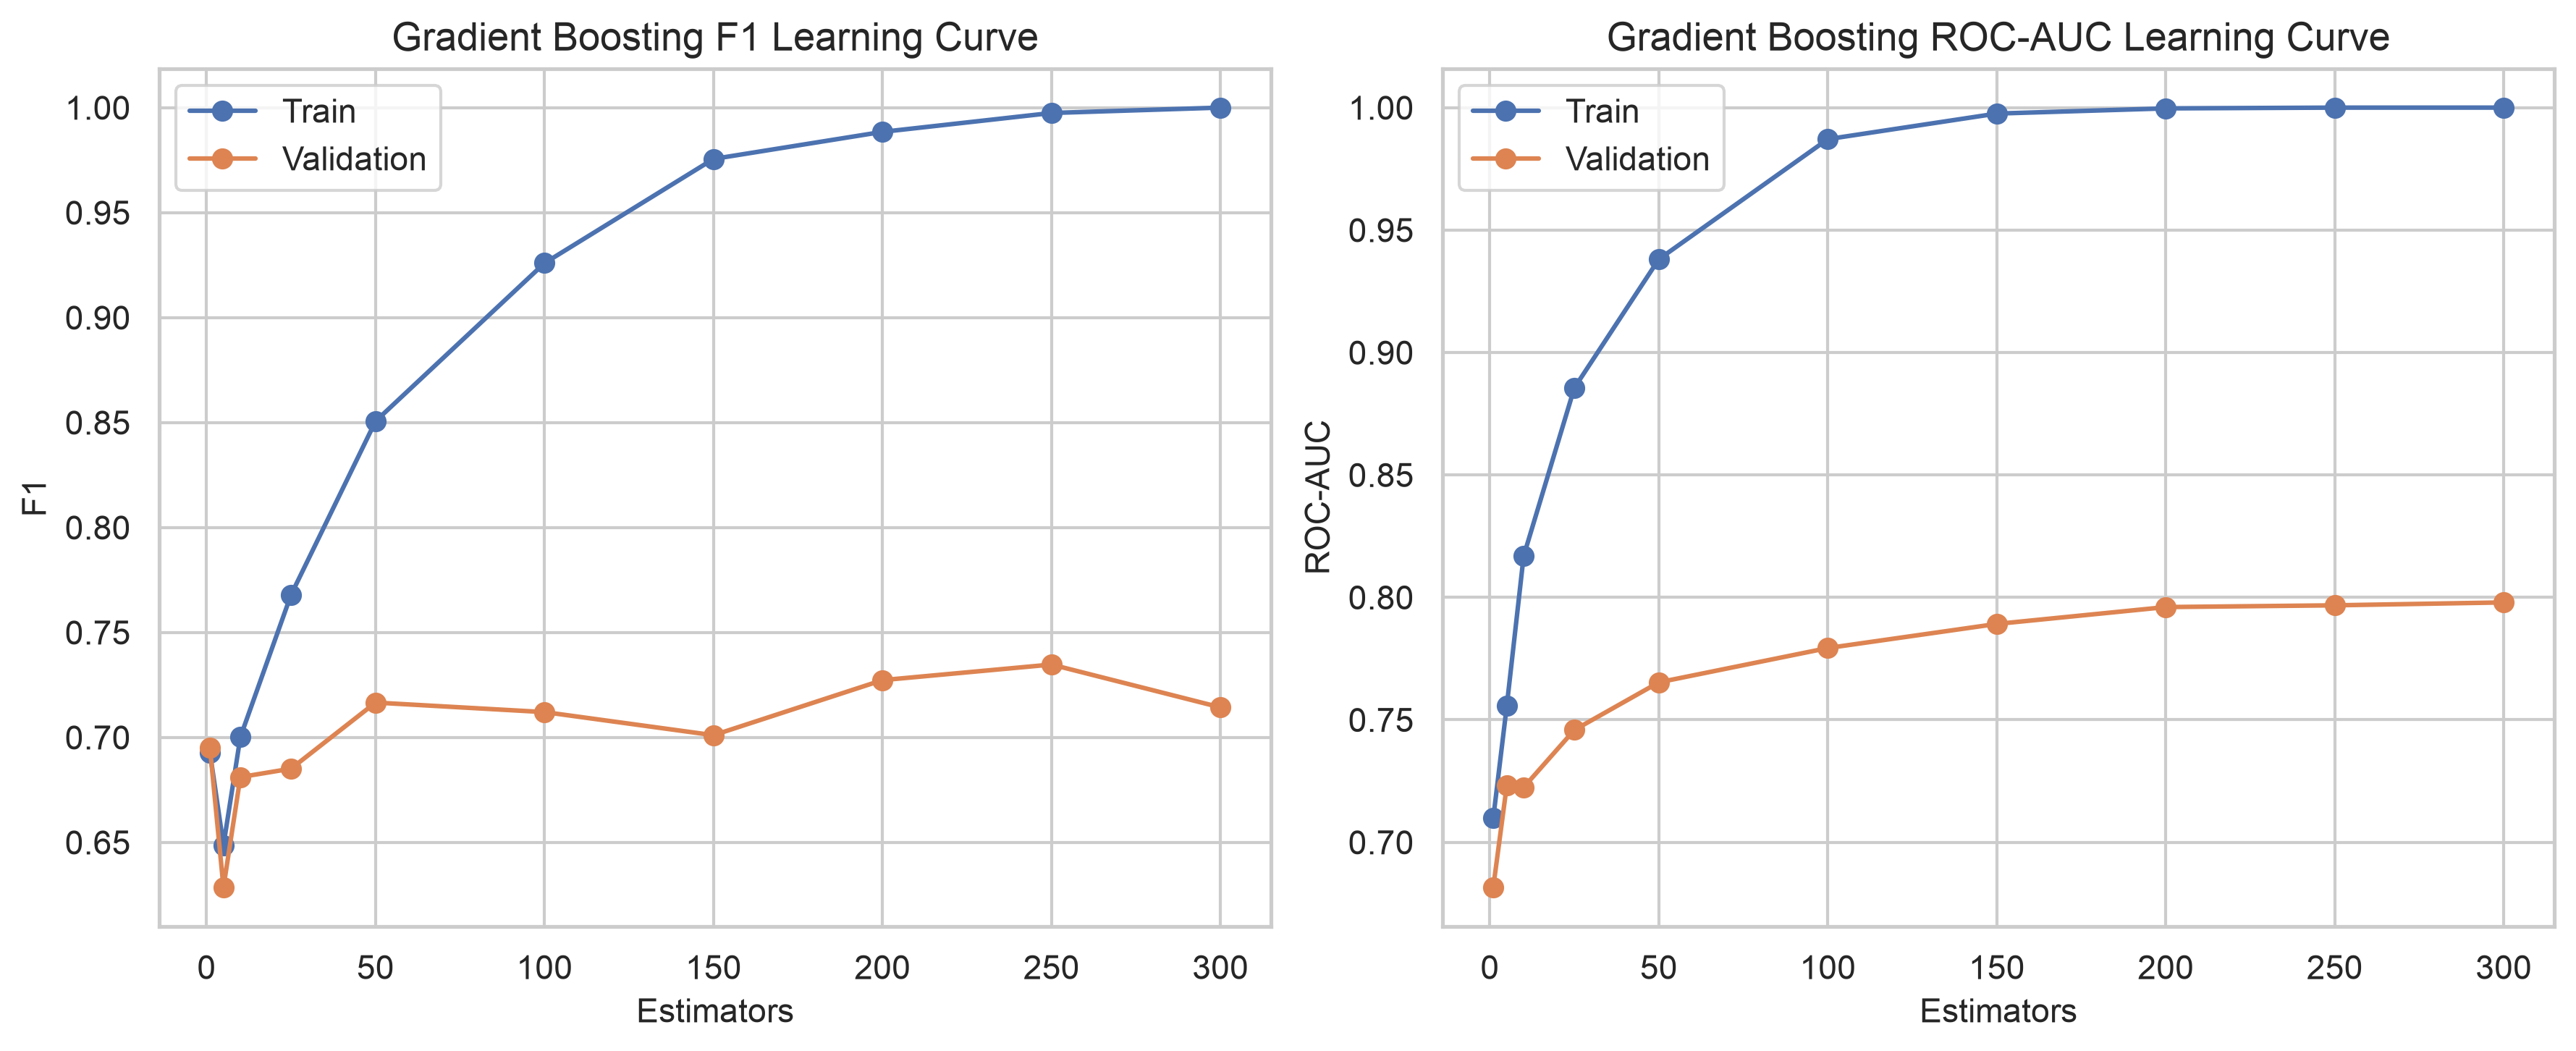 Gradient Boosting F1 Learning Curve
Train
Validation
1.00
0.95
0.90
0.85
0.80
0.75
0.70
0.65
F1
0 50 100 150 200 250 300
Estimators
Gradient Boosting ROC-AUC Learning Curve
Train
Validation
1.00
0.95
0.90
0.85
0.80
0.75
0.70
ROC-AUC
0 50 100 150 200 250 300
Estimators